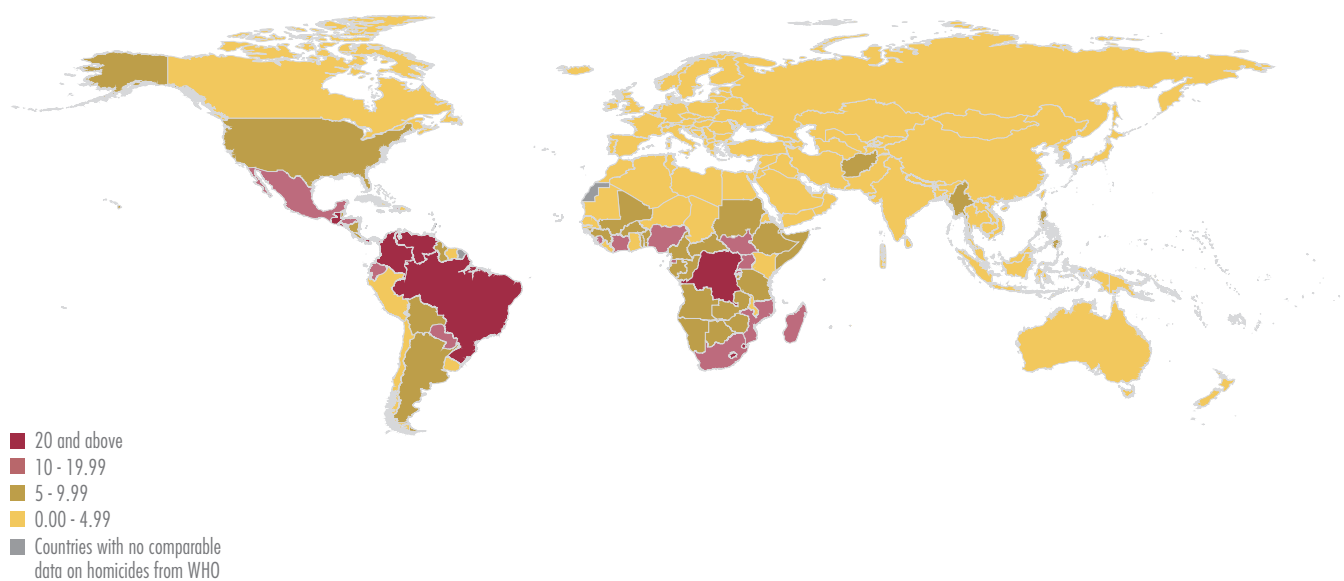 20 and above
10 - 19.99
5 - 9.99
0.00 - 4.99
Countries with no comparable
data on homicides from WHO